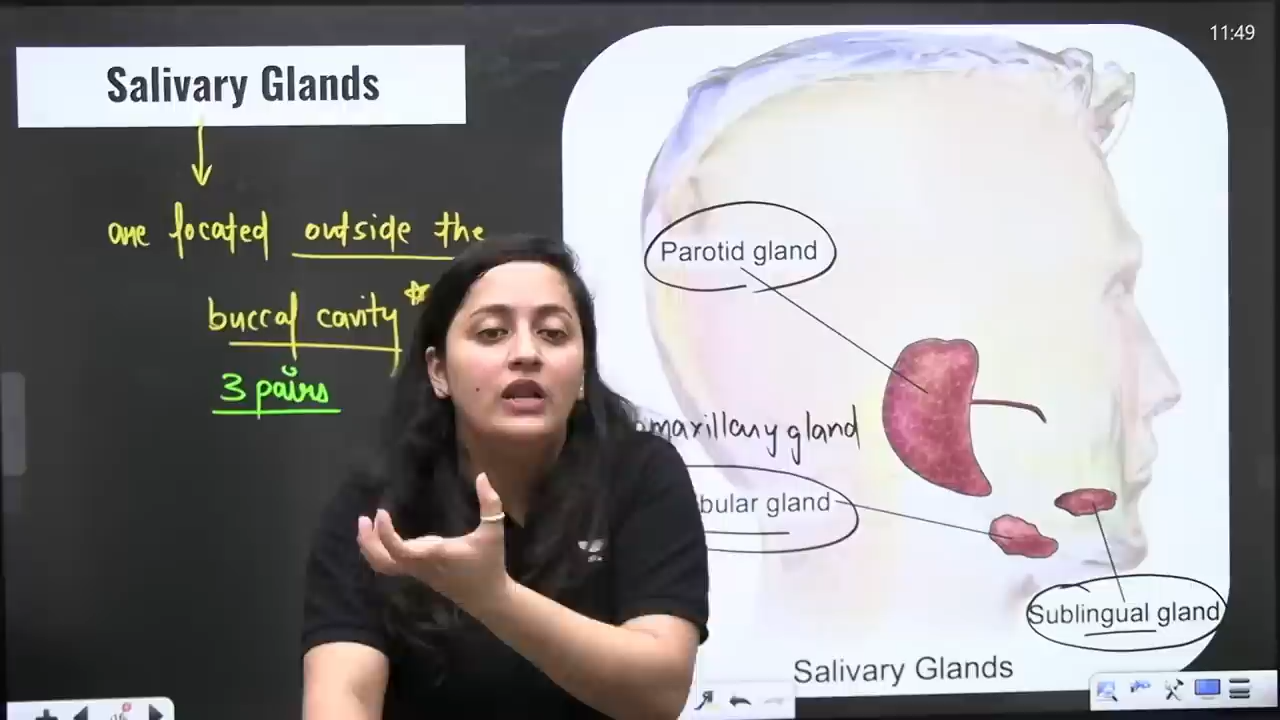 11:49
Salivary Glands
are located outside the
buccal cavity
3 pairs
Parotid gland
maxillary gland
bular gland
Sublingual gland
Salivary Glands